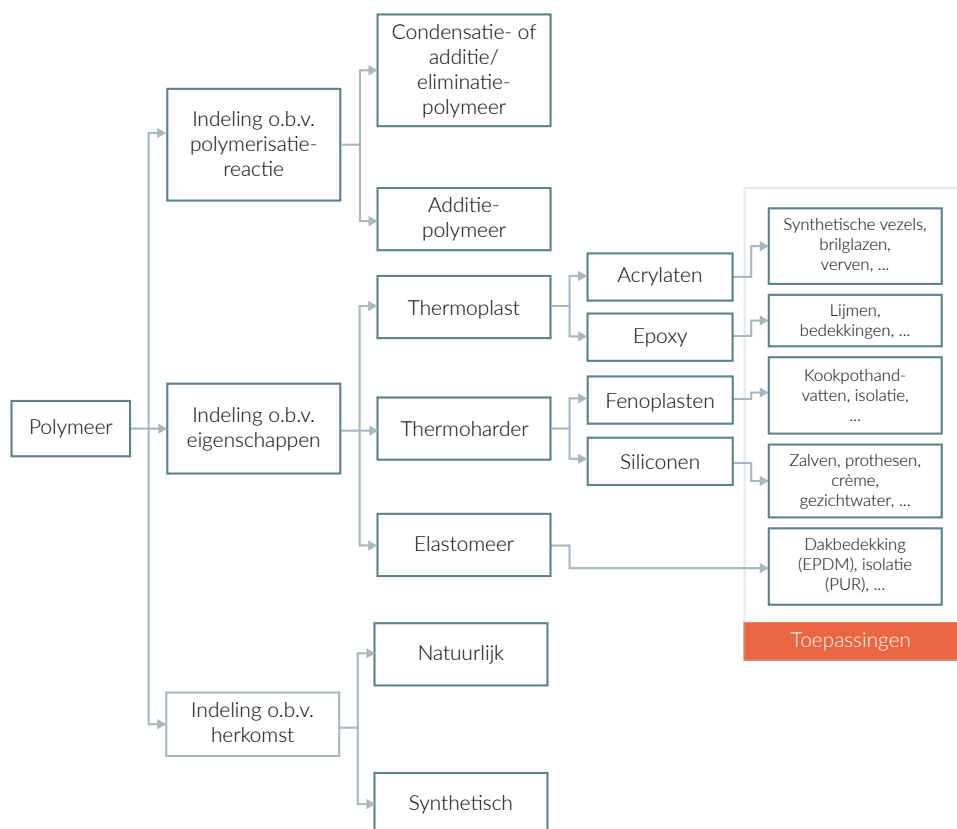 Condensatie- of
additie/
eliminatie-
polymeer
Indeling o.b.v.
polymerisatie-
reactie
Additie-
polymeer
Synthetische vezels,
brilglazen,
verven, ...
Acrylaten
Thermoplast
Lijmen,
bedekkingen, ...
Epoxy
Kookpothand-
vatten, isolatie,
...
Fenoplasten
Polymeer
Indeling o.b.v.
eigenschappen
Thermoharder
Siliconen
Zalven, prothesen,
crème,
gezichtwater, ...
Elastomeer
Dakbedekking
(EPDM), isolatie
(PUR), ...
Toepassingen
Natuurlijk
Indeling o.b.v.
herkomst
Synthetisch